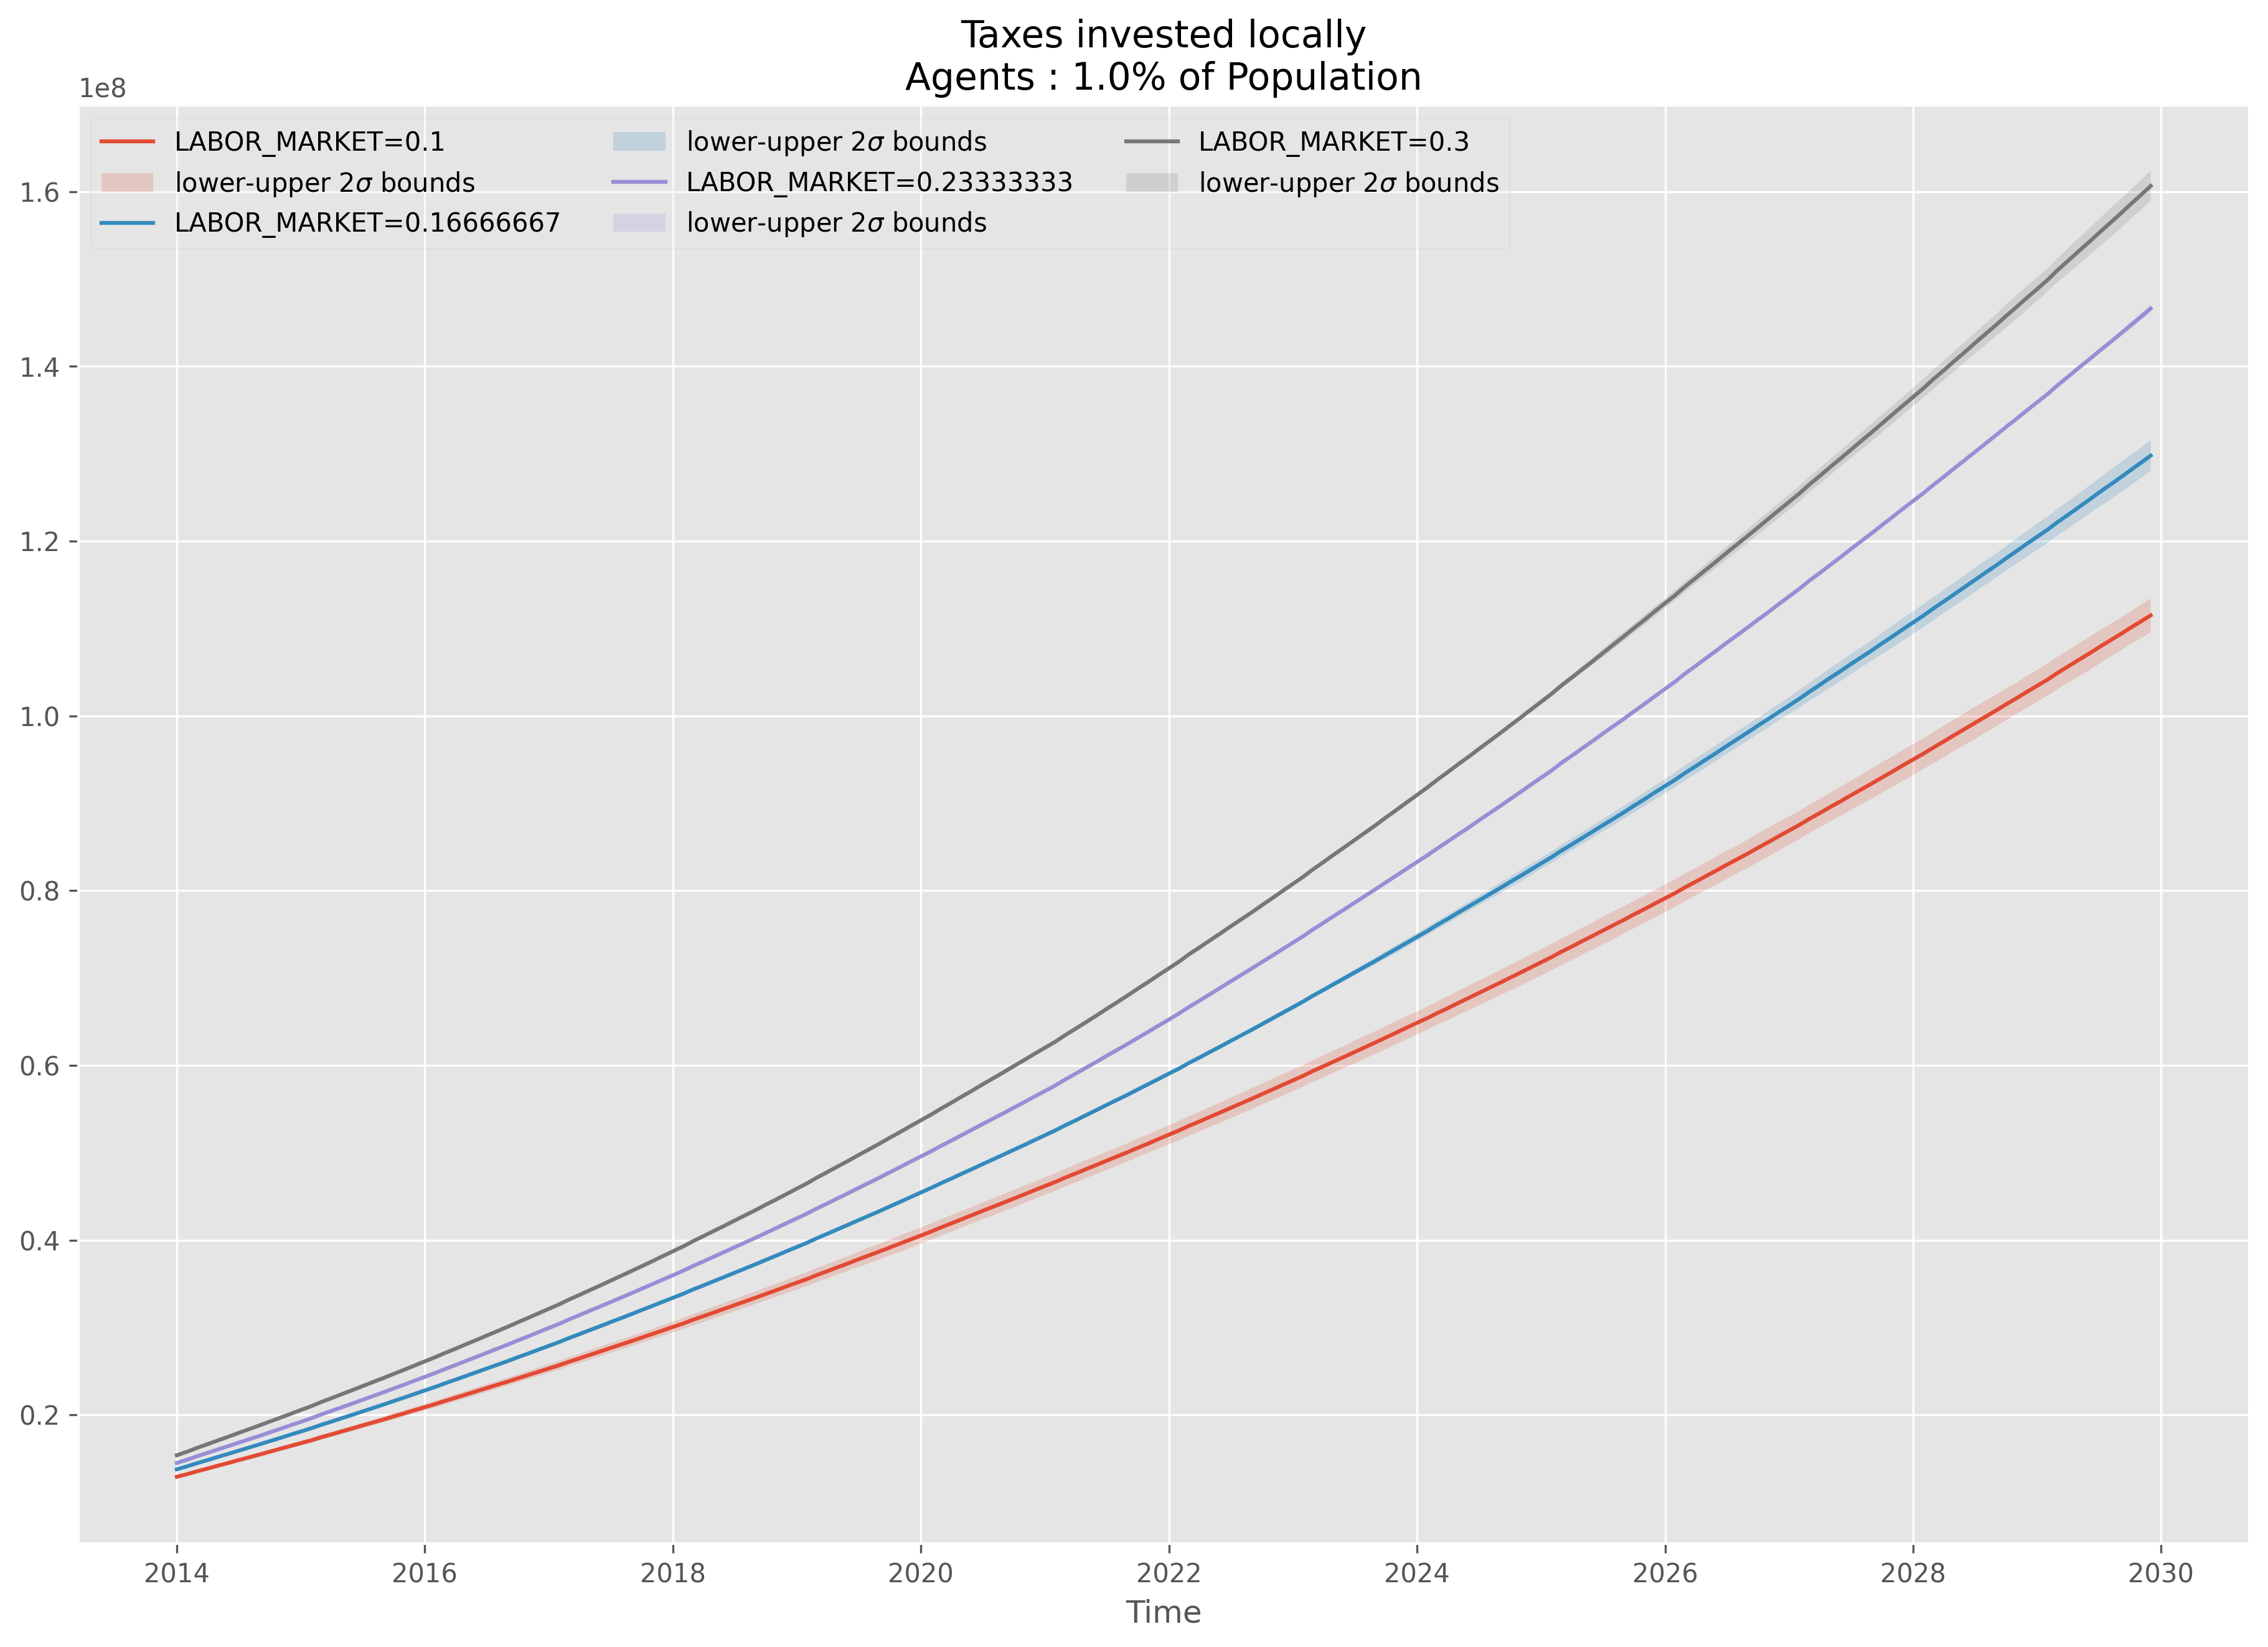 Taxes invested locally
Agents : 1.0% of Population
1e8
LABOR_MARKET=0.1
lower-upper 2σ bounds
LABOR_MARKET=0.16666667
lower-upper 2σ bounds
LABOR_MARKET=0.23333333
lower-upper 2σ bounds
LABOR_MARKET=0.3
lower-upper 2σ bounds
1.6
1.4
1.2
1.0
0.8
0.6
0.4
0.2
2014 2016 2018 2020 2022 2024 2026 2028 2030
Time